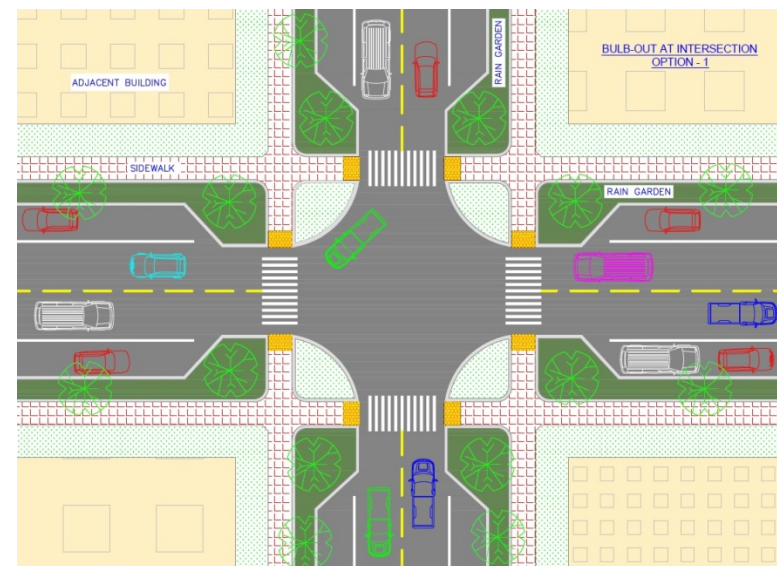 BULB-OUT AT INTERSECTION
OPTION - 1
RAIN GARDEN
ADJACENT BUILDING
SIDEWALK
RAIN GARDEN